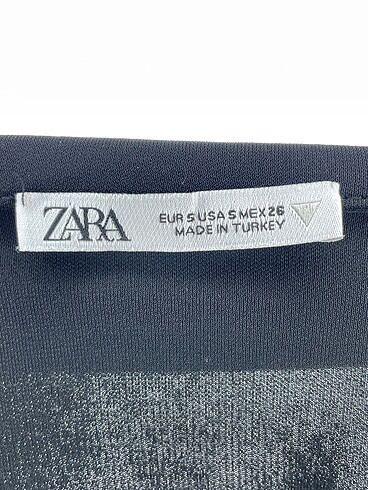 ZARA
EUR S USA S MEX 26
MADE IN TURKEY